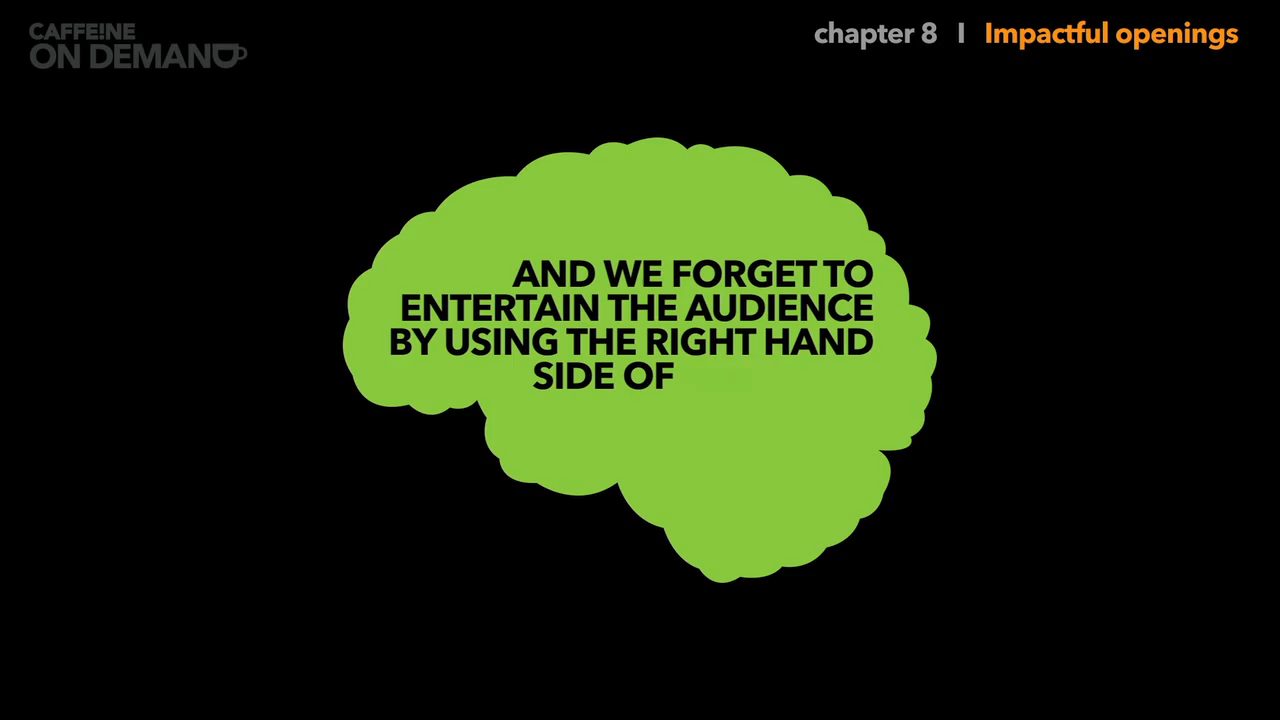 CAFFE!NE
ON DEMAND
chapter 8 | Impactful openings
AND WE FORGET TO
ENTERTAIN THE AUDIENCE
BY USING THE RIGHT HAND
SIDE OF